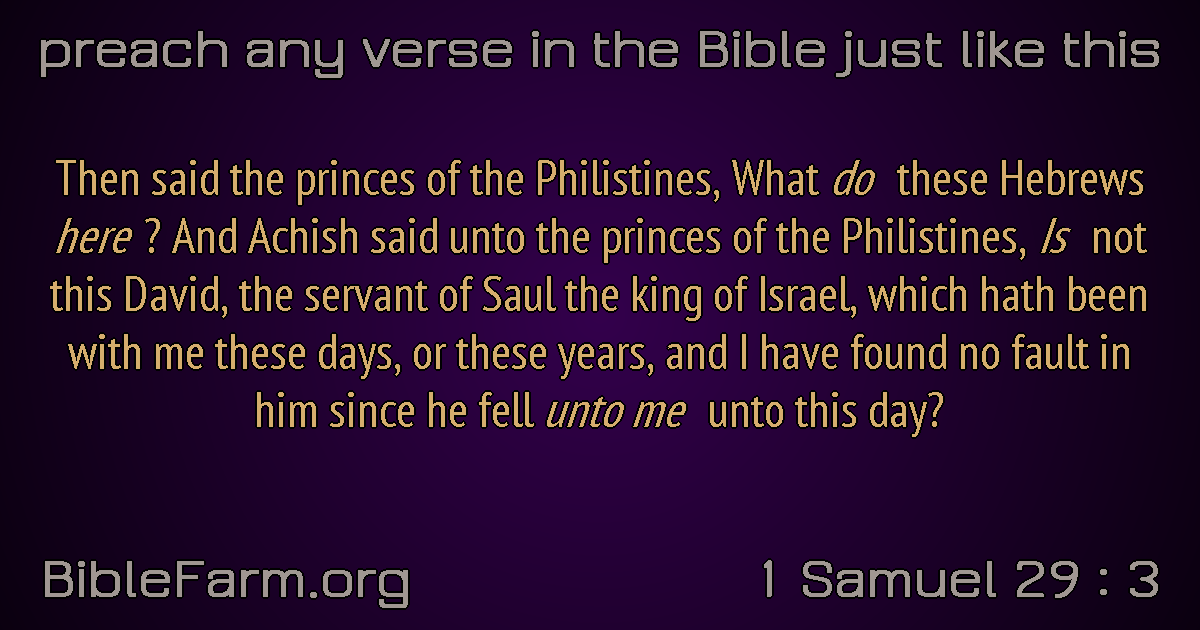 preach any verse in the Bible just like this
Then said the princes of the Philistines, What do these Hebrews
here ? And Achish said unto the princes of the Philistines, Is not
this David, the servant of Saul the king of Israel, which hath been
with me these days, or these years, and I have found no fault in
him since he fell unto me unto this day?
BibleFarm.org
1 Samuel 29 : 3